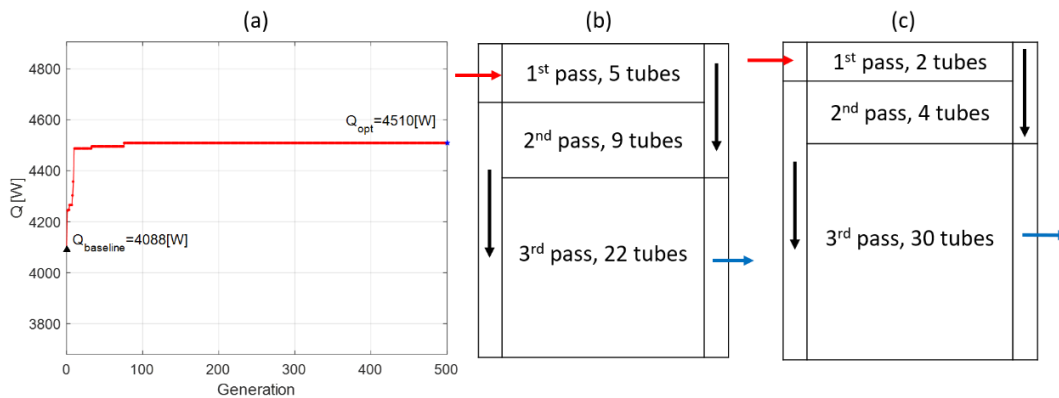 (a)
(b)
(c)
4800
4600
4400
4200
4000
3800
Q [W]
Q_opt=4510[W]
Q_baseline=4088[W]
0
100
200
300
400
500
Generation
1st pass, 5 tubes
2nd pass, 9 tubes
3rd pass, 22 tubes
1st pass, 2 tubes
2nd pass, 4 tubes
3rd pass, 30 tubes